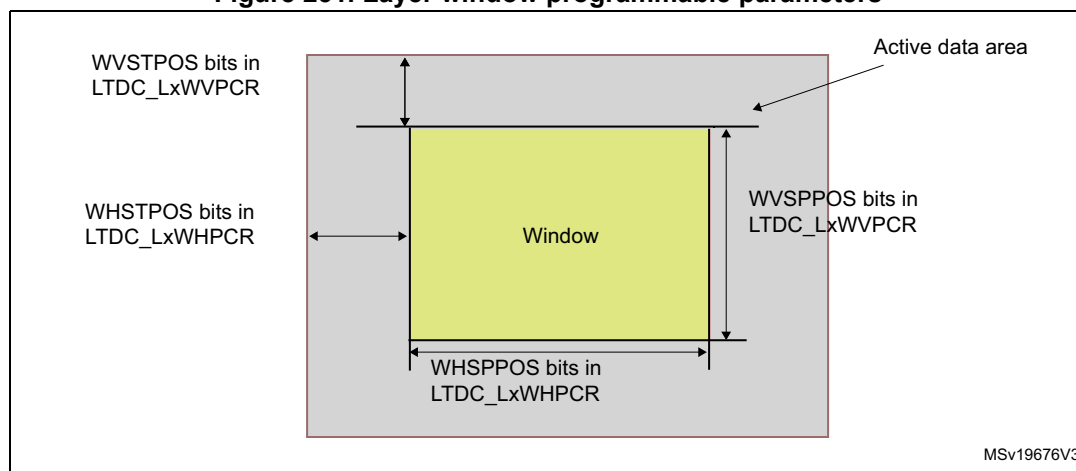 WVSTPOS bits in
LTDC_LxWVPCR
Active data area
WHSTPOS bits in
LTDC_LxWHPCR
Window
WVSPPOS bits in
LTDC_LxWVPCR
WHSPPOS bits in
LTDC_LxWHPCR
MSv19676V3